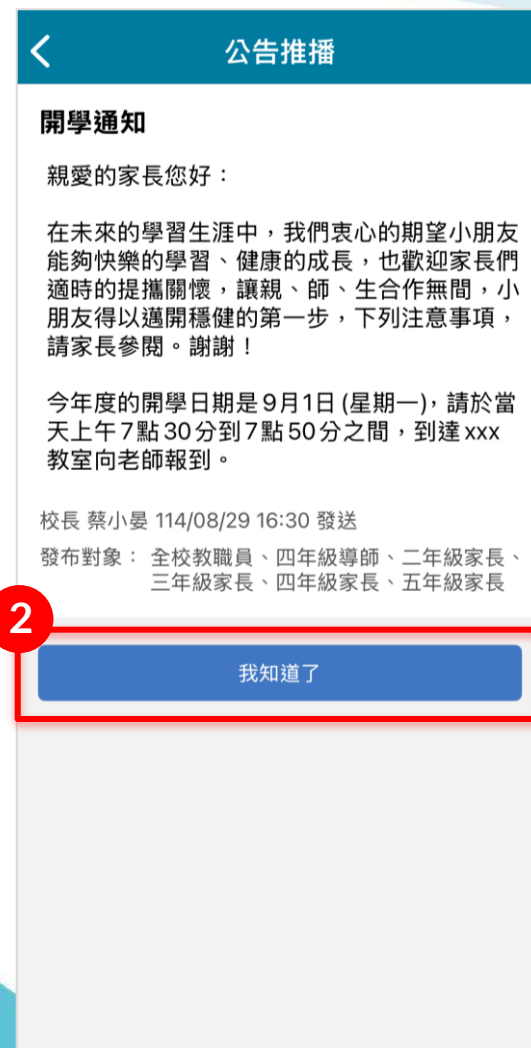 公告推播
開學通知
親愛的家長您好：
在未來的學習生涯中，我們衷心的期望小朋友
能夠快樂的學習、健康的成長，也歡迎家長們
適時的提攜關懷，讓親、師、生合作無間，小
朋友得以邁開穩健的第一步，下列注意事項，
請家長參閱。謝謝！
今年度的開學日期是9月1日 (星期一)，請於當
天上午7點30分到7點50分之間，到達xxx
教室向老師報到。
校長 蔡小晏 114/08/29 16:30 發送
發布對象： 全校教職員、四年級導師、二年級家長、
三年級家長、四年級家長、五年級家長
2
我知道了